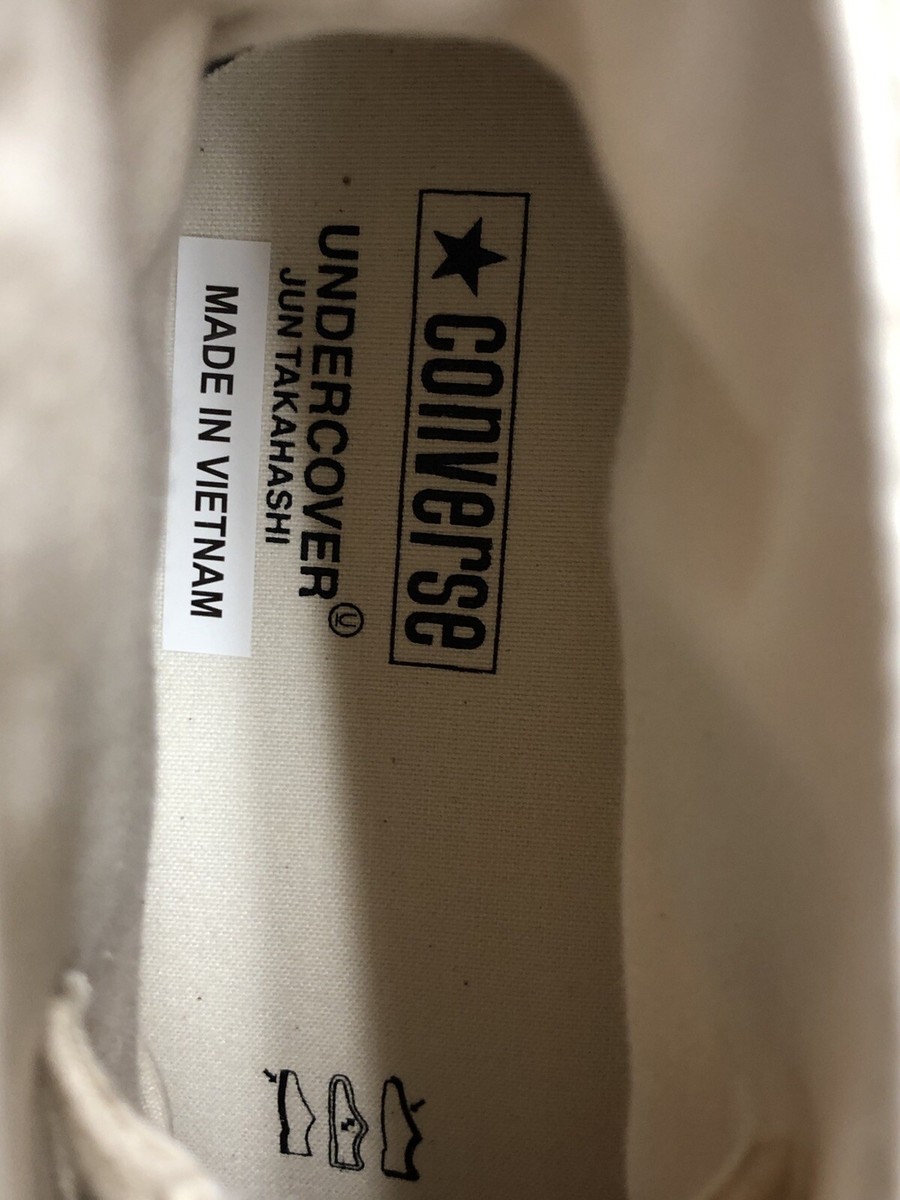 ★ converse
UNDERCOVER
JUN TAKAHASHI
MADE IN VIETNAM